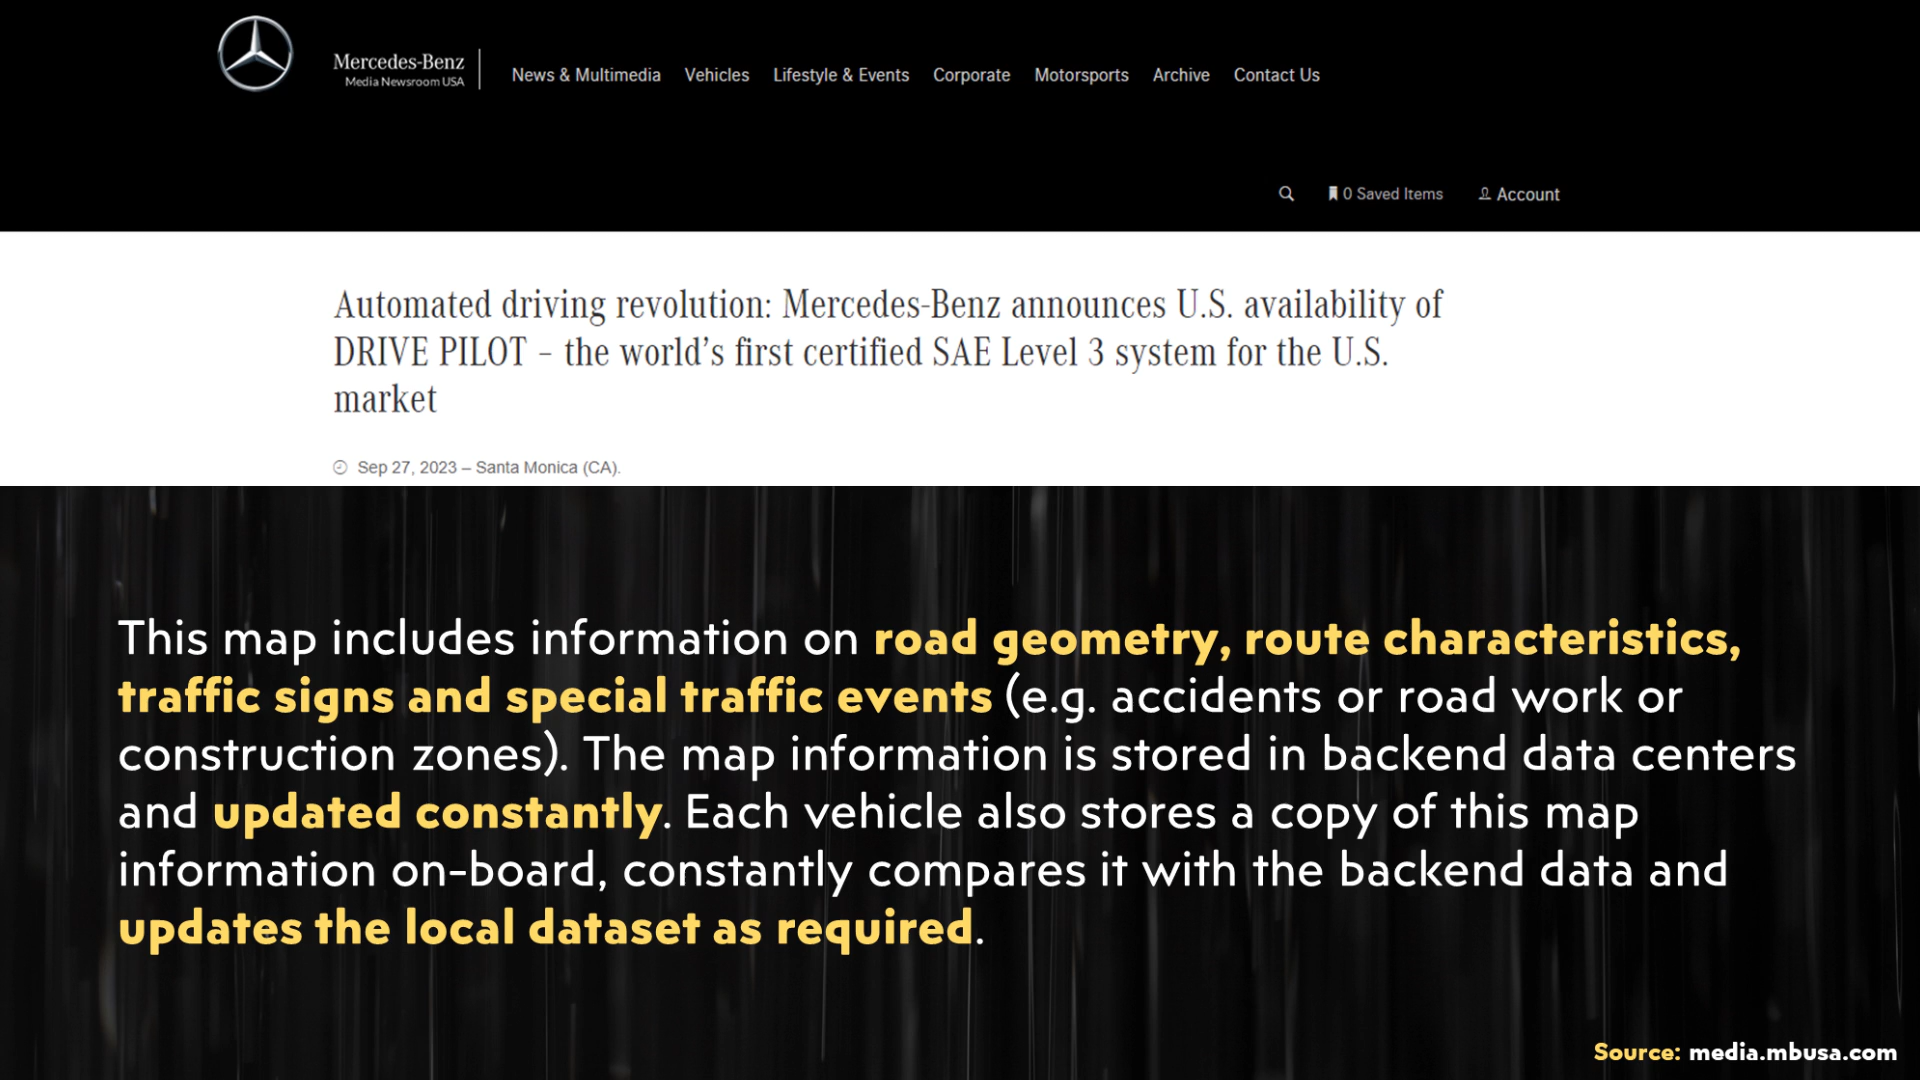 Mercedes-Benz
Media Newsroom USA
News & Multimedia Vehicles Lifestyle & Events Corporate Motorsports Archive Contact Us
0 Saved Items Account
Automated driving revolution: Mercedes-Benz announces U.S. availability of
DRIVE PILOT – the world’s first certified SAE Level 3 system for the U.S.
market
Sep 27, 2023 – Santa Monica (CA).
This map includes information on road geometry, route characteristics,
traffic signs and special traffic events (e.g. accidents or road work or
construction zones). The map information is stored in backend data centers
and updated constantly. Each vehicle also stores a copy of this map
information on-board, constantly compares it with the backend data and
updates the local dataset as required.
Source: media.mbusa.com